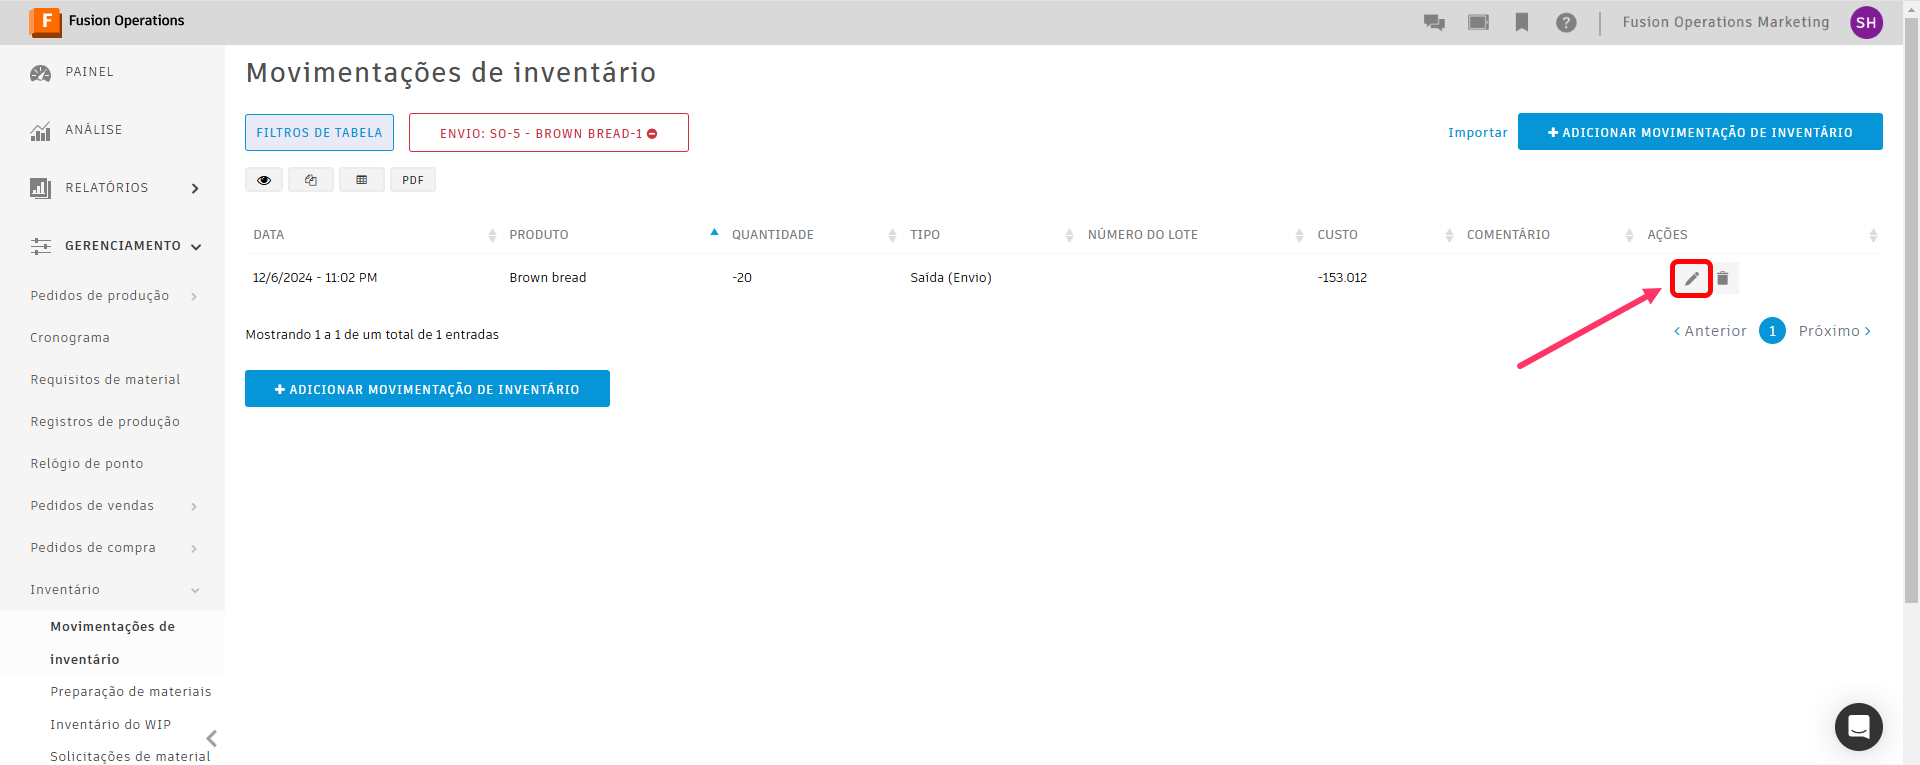 F Fusion Operations
Fusion Operations Marketing
SH
PAINEL
ANÁLISE
RELATÓRIOS
GERENCIAMENTO
Pedidos de produção
Cronograma
Requisitos de material
Registros de produção
Relógio de ponto
Pedidos de vendas
Pedidos de compra
Inventário
Movimentações de
inventário
Preparação de materiais
Inventário do WIP
Solicitações de material
Movimentações de inventário
FILTROS DE TABELA
ENVIO: SO-5 - BROWN BREAD-1
Importar
+ ADICIONAR MOVIMENTAÇÃO DE INVENTÁRIO
PDF
DATA PRODUTO QUANTIDADE TIPO NÚMERO DO LOTE CUSTO COMENTÁRIO AÇÕES
12/6/2024 - 11:02 PM Brown bread -20 Saída (Envio) -153.012
Mostrando 1 a 1 de um total de 1 entradas
‹ Anterior 1 Próximo ›
+ ADICIONAR MOVIMENTAÇÃO DE INVENTÁRIO